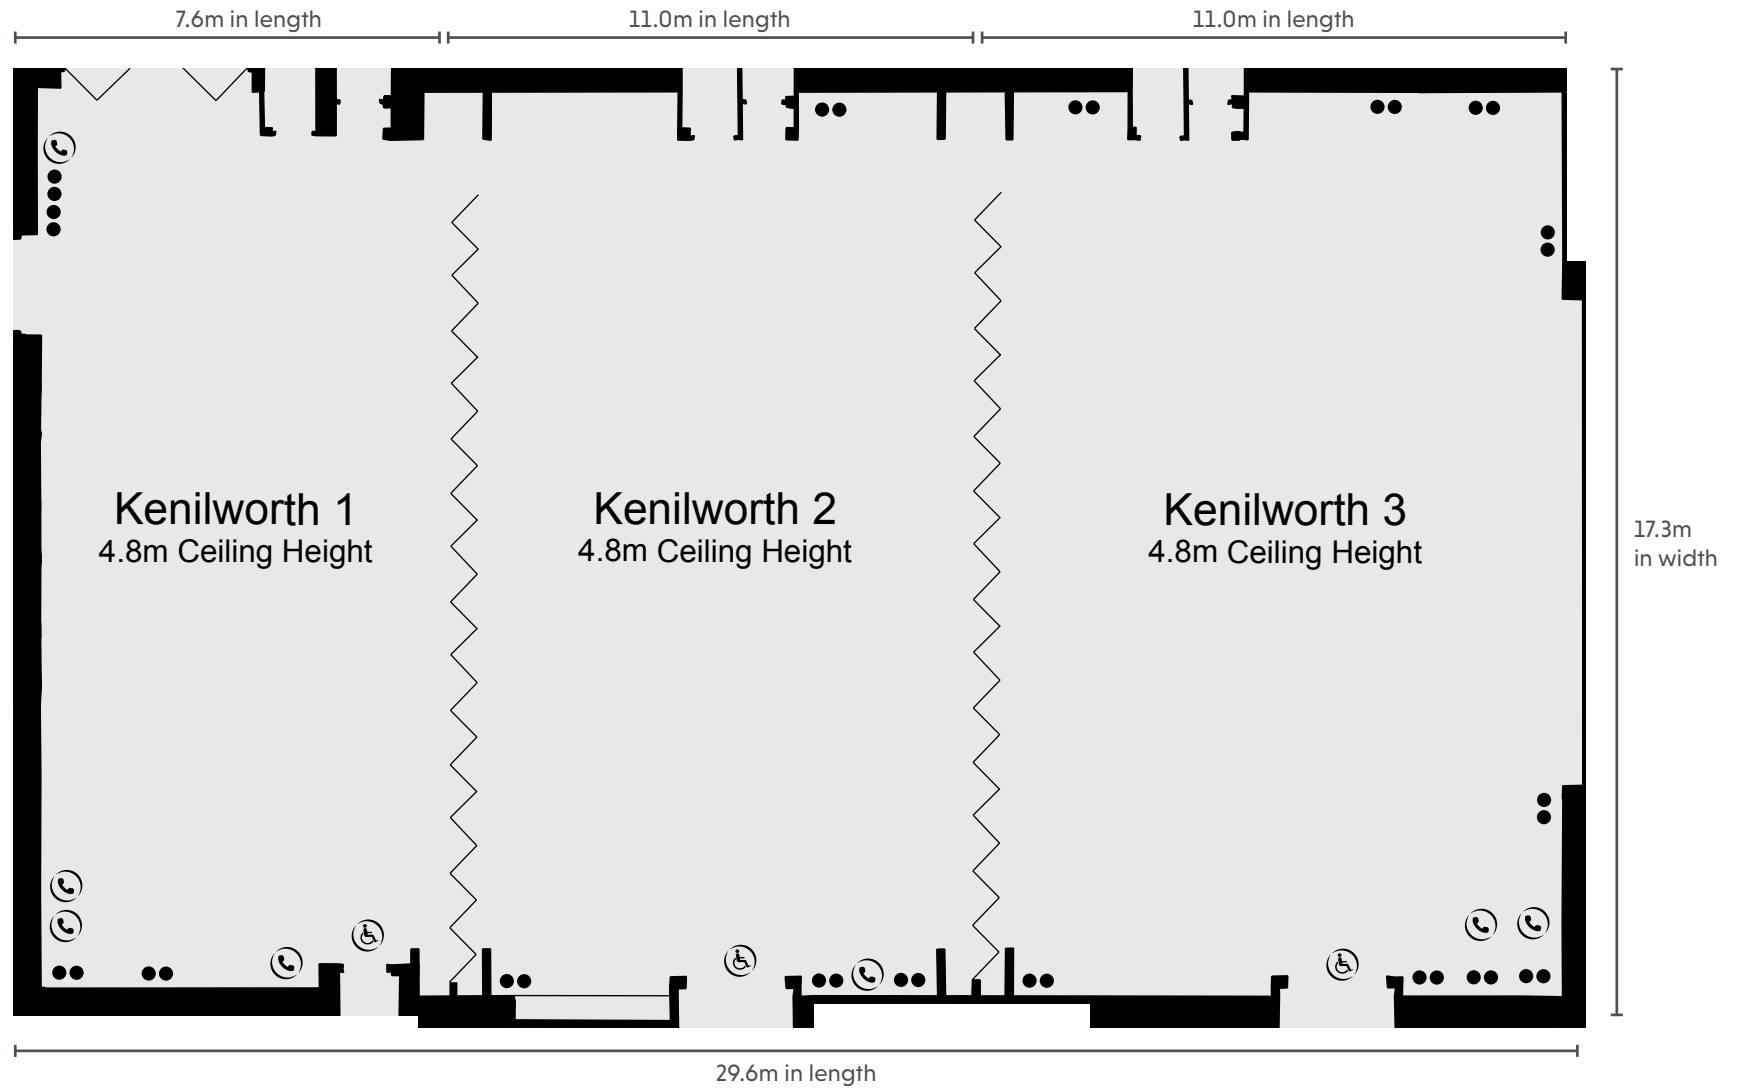 7.6m in length
11.0m in length
11.0m in length
Kenilworth 1
4.8m Ceiling Height
Kenilworth 2
4.8m Ceiling Height
Kenilworth 3
4.8m Ceiling Height
17.3m
in width
29.6m in length